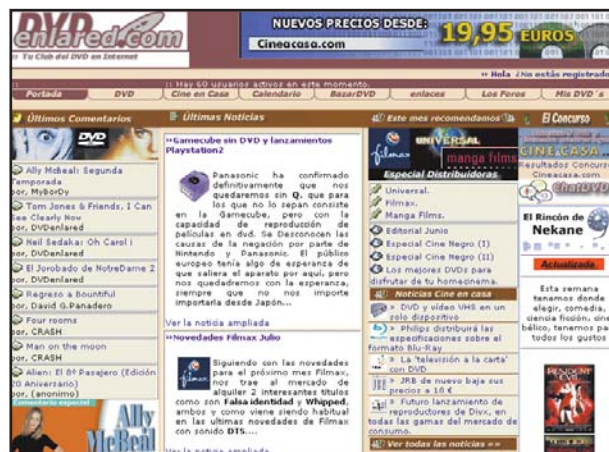 DVD
enlared.com
:: Tu Club del DVD en Internet
NUEVOS PRECIOS DESDE:
19,95 EUROS
Cineacasa.com
» Hola ¿No estás registrado
:: Hay 60 usuarios activos en este momento.
Portada
DVD
Cine en Casa
Calendario
BazarDVD
enlaces
Los Foros
Mis DVD´s
Últimos Comentarios
DVD
Ally McBeal: Segunda
Temporada
por, MyBorDy
Tom Jones & Friends, I Can
See Clearly Now
por, DVDenlared
Neil Sedaka: Oh Carol i
por, DVDenlared
El Jorobado de NotreDame 2
por, DVDenlared
Regreso a Bountiful
por, David G.Panadero
Four rooms
por, CRASH
Man on the moon
por, CRASH
Alien: El 8º Pasajero (Edición
20 Aniversario)
por, (anonimo)
Comentario especial
Ally
McBeal
Últimas Noticias
»Gamecube sin DVD y lanzamientos
Playstation2
Panasonic ha confirmado
definitivamente que nos
quedaremos sin Q, que para
los que no lo sepan consiste
en la Gamecube, pero con la
capacidad de reproducción de
películas en dvd. Se Desconocen las
causas de la negación por parte de
Nintendo y Panasonic. El público
europeo tenía algo de esperanza de
que saliera el aparato por aquí, pero
nos quedadremos con la esperanza,
siempre que no nos importe
importarla desde Japón...
Ver la noticia ampliada
»Novedades Filmax Julio
filmax
Siguiendo con las novedades
para el próximo mes Filmax,
nos trae al mercado de
alquiler 2 interesantes títulos
como son Falsa identidad y Whipped,
ambos y como viene siendo habitual
en las ultimas novedades de Filmax
con sonido DTS....
Ver la noticia ampliada
Este mes recomendamos
filmax
UNIVERSAL
manga films
Especial Distribuidoras
Universal.
Filmax.
Manga Films.
Editorial Junio
Especial Cine Negro (I)
Especial Cine Negro (II)
Los mejores DVDs para
disfrutar de tu homecinema.
Noticias Cine en casa
» DVD y vídeo VHS en un
solo dispositivo
» Philips distribuirá las
especificaciones sobre el
formato Blu-Ray
» La 'televisión a la carta'
con DVD
» JRB de nuevo baja sus
precios a 18 €
» Futuro lanzamiento de
reproductores de Divx, en
todas las gamas del mercado de
consumo.
Ver todas las noticias »»
El Concurso
CINE CASA
Resultados Concurso
Cineacasa.com
ChatDVD
El Rincón de
Nekane
Actualizada
Esta semana
tenemos donde
elegir, comedia,
ciencia ficción, cine
bélico, tenemos pa
todos los gustos
RESIDENT
EVIL